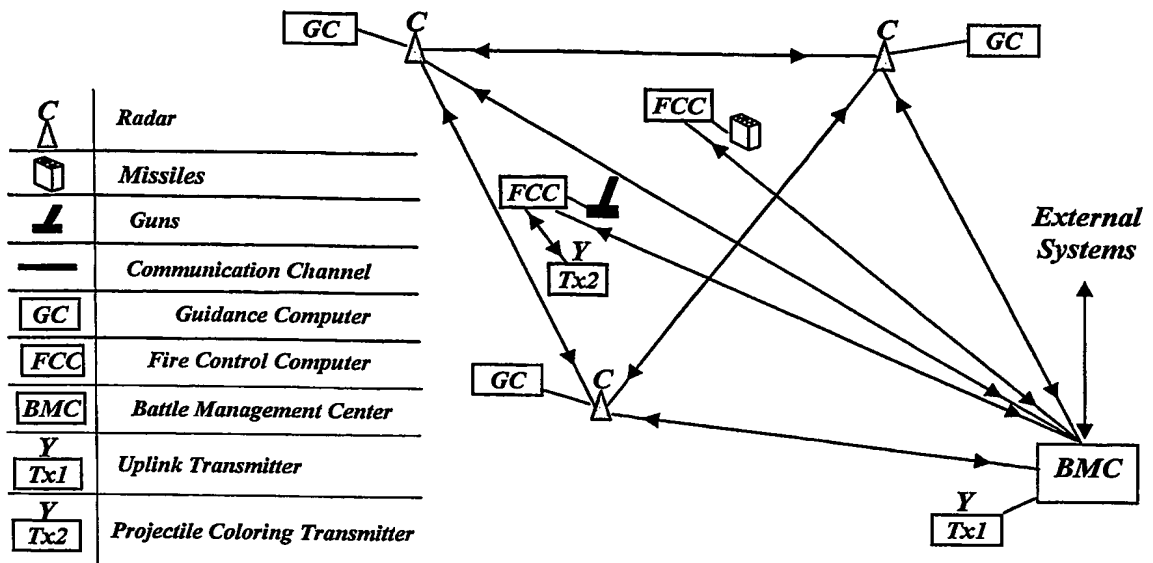 C
GC
C
GC
C
Radar
Missiles
Guns
Communication Channel
GC Guidance Computer
FCC Fire Control Computer
BMC Battle Management Center
Y
Tx1 Uplink Transmitter
Y
Tx2 Projectile Coloring Transmitter
FCC
FCC
Y
Tx2
External
Systems
GC
C
BMC
Y
Tx1